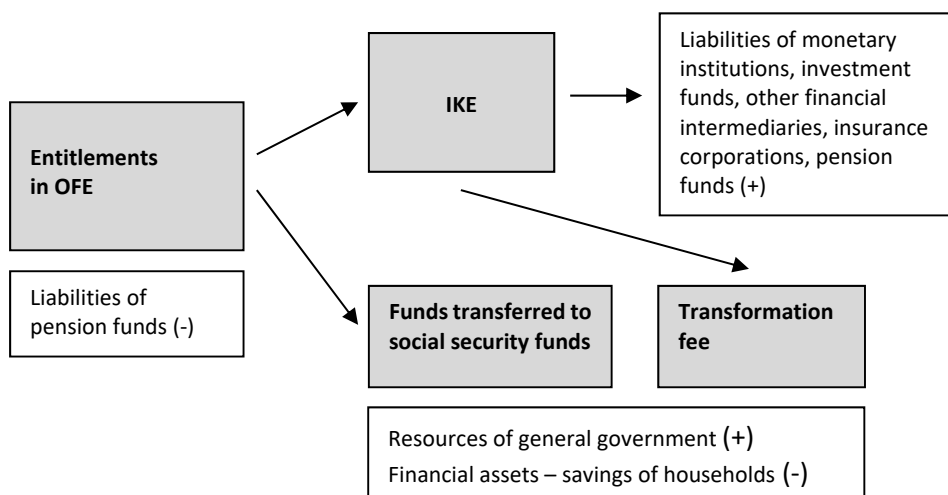 Liabilities of monetary
institutions, investment
funds, other financial
intermediaries, insurance
corporations, pension
funds (+)
IKE
Entitlements
in OFE
Liabilities of
pension funds (-)
Funds transferred to
social security funds
Transformation
fee
Resources of general government (+)
Financial assets – savings of households (-)